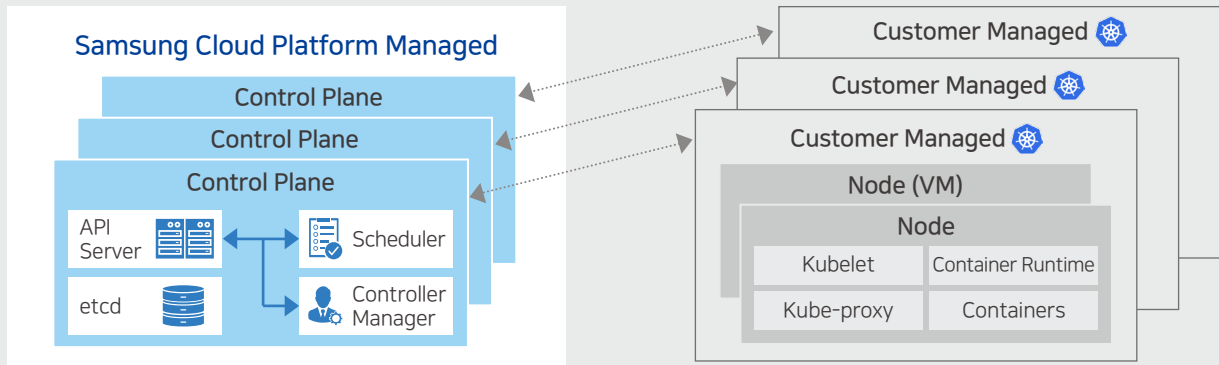 Samsung Cloud Platform Managed
Control Plane
Control Plane
Control Plane
API
Server
Scheduler
etcd
Controller
Manager
Customer Managed
Customer Managed
Customer Managed
Node (VM)
Node
Kubelet
Container Runtime
Kube-proxy
Containers